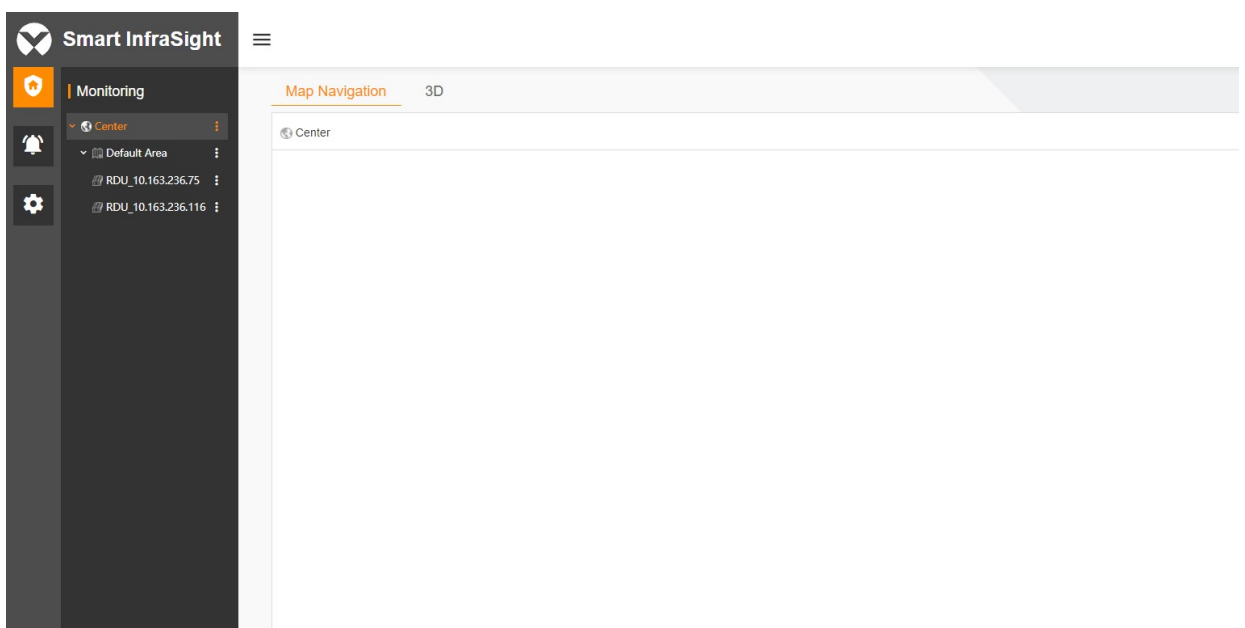 Smart InfraSight
Monitoring
Center
Default Area
RDU_10.163.236.75
RDU_10.163.236.116
Map Navigation 3D
Center